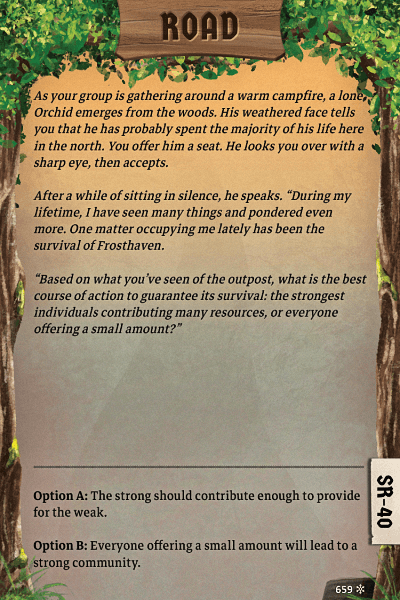 ROAD
As your group is gathering around a warm campfire, a lone
Orchid emerges from the woods. His weathered face tells
you that he has probably spent the majority of his life here
in the north. You offer him a seat. He looks you over with a
sharp eye, then accepts.
After a while of sitting in silence, he speaks. “During my
lifetime, I have seen many things and pondered even
more. One matter occupying me lately has been the
survival of Frosthaven.
“Based on what you’ve seen of the outpost, what is the best
course of action to guarantee its survival: the strongest
individuals contributing many resources, or everyone
offering a small amount?”
Option A: The strong should contribute enough to provide
for the weak.
Option B: Everyone offering a small amount will lead to a
strong community.
SR-40
659